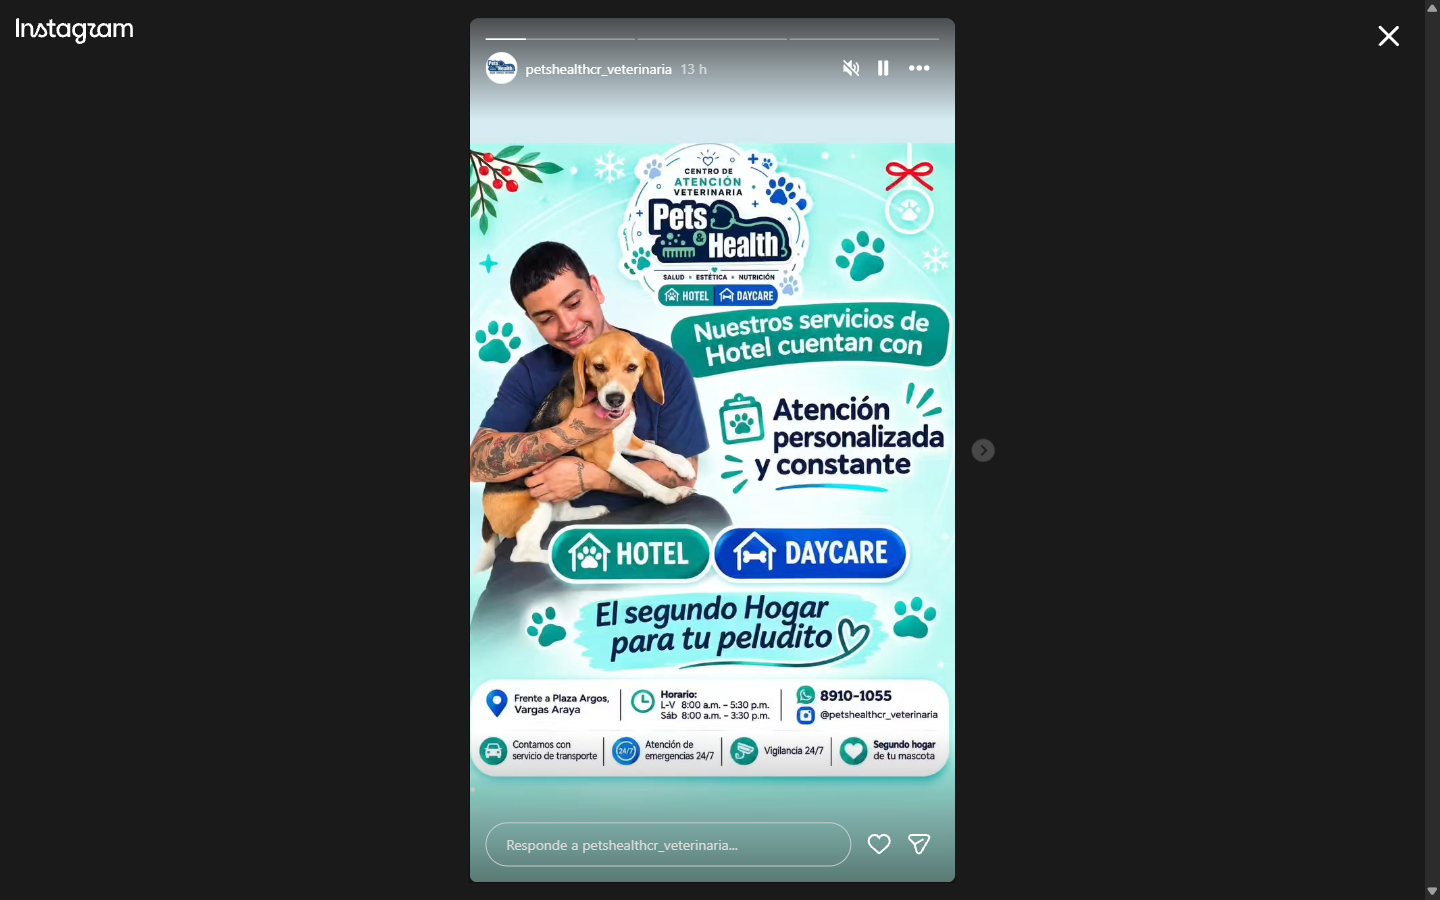 Instagram
petshealthcr_veterinaria 13 h
CENTRO DE
ATENCIÓN
VETERINARIA
Pets
&
Health
SALUD • ESTÉTICA • NUTRICIÓN
HOTEL DAYCARE
Nuestros servicios de
Hotel cuentan con
Atención
personalizada
y constante
HOTEL DAYCARE
El segundo Hogar
para tu peludito
Frente a Plaza Argos,
Vargas Araya
Horario:
L-V 8:00 a.m. – 5:30 p.m.
Sáb 8:00 a.m. – 3:30 p.m.
8910-1055
@petshealthcr_veterinaria
Contamos con
servicio de transporte
24/7
Atención de
emergencias 24/7
Vigilancia 24/7
Segundo hogar
de tu mascota
Responde a petshealthcr_veterinaria...